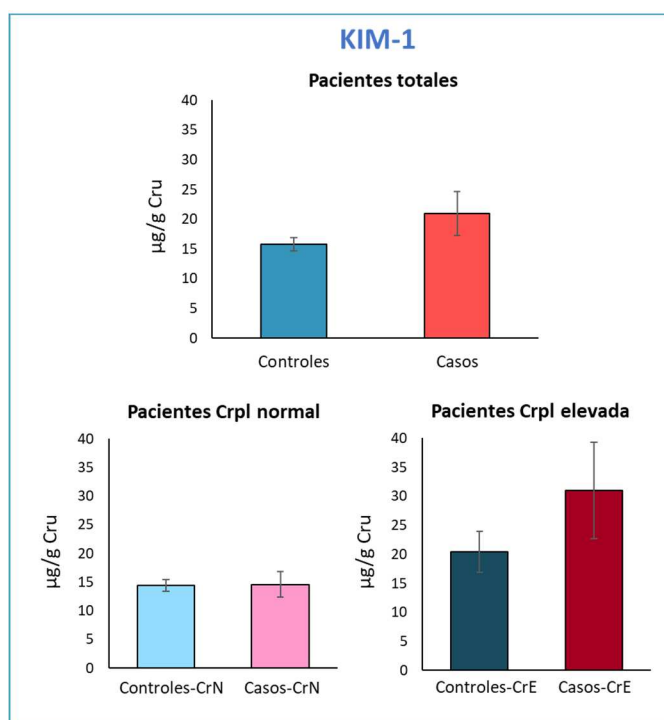 KIM-1
Pacientes totales
40
35
30
25
20
15
10
5
0
µg/g Cru
Controles Casos
Pacientes Crpl normal
40
35
30
25
20
15
10
5
0
µg/g Cru
Controles-CrN Casos-CrN
Pacientes Crpl elevada
40
35
30
25
20
15
10
5
0
µg/g Cru
Controles-CrE Casos-CrE